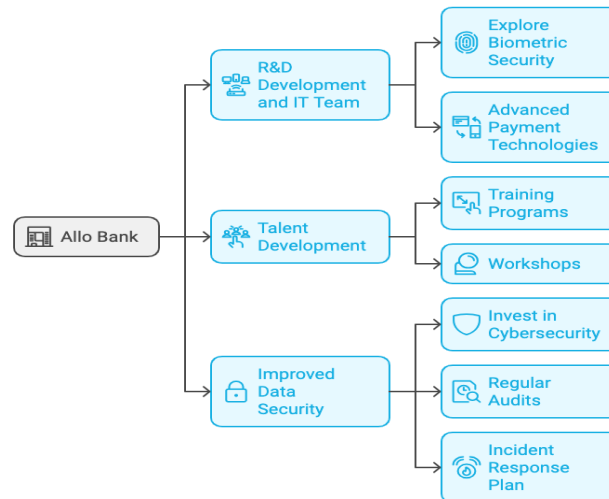 Allo Bank
R&D
Development
and IT Team
Explore
Biometric
Security
Advanced
Payment
Technologies
Talent
Development
Training
Programs
Workshops
Improved
Data
Security
Invest in
Cybersecurity
Regular
Audits
Incident
Response
Plan